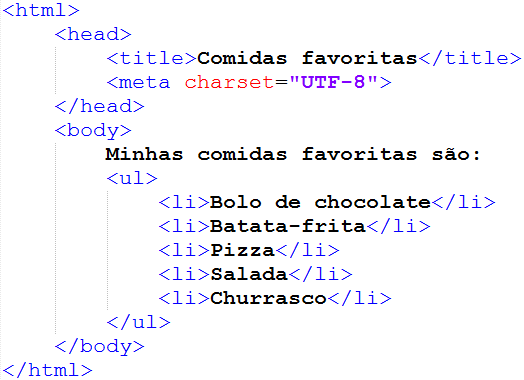 <html>
<head>
<title>Comidas favoritas</title>
<meta charset="UTF-8">
</head>
<body>
Minhas comidas favoritas são:
<ul>
<li>Bolo de chocolate</li>
<li>Batata-frita</li>
<li>Pizza</li>
<li>Salada</li>
<li>Churrasco</li>
</ul>
</body>
</html>